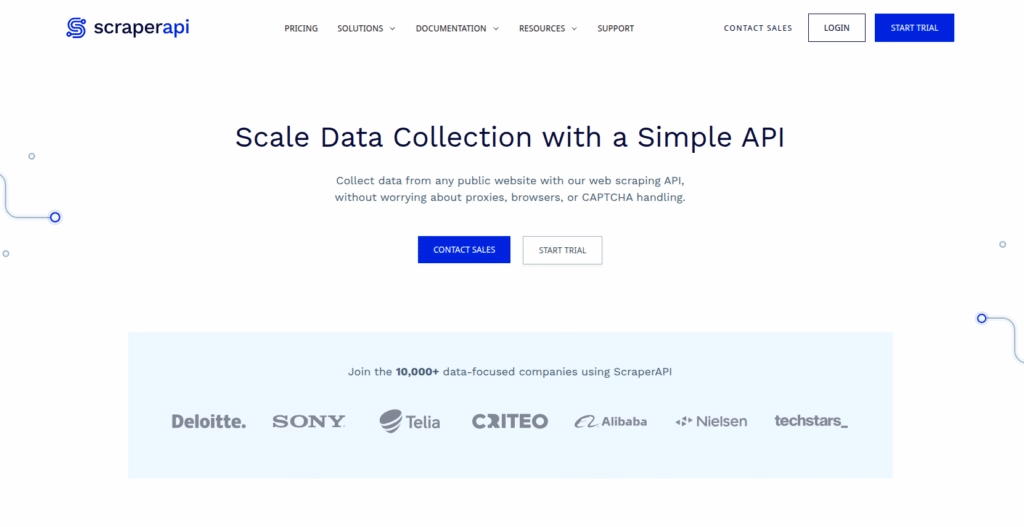 scraperapi
PRICING
SOLUTIONS
DOCUMENTATION
RESOURCES
SUPPORT
CONTACT SALES
LOGIN
START TRIAL
Scale Data Collection with a Simple API
Collect data from any public website with our web scraping API,
without worrying about proxies, browsers, or CAPTCHA handling.
CONTACT SALES
START TRIAL
Join the 10,000+ data-focused companies using ScraperAPI
Deloitte.
SONY
Telia
CRITEO
Alibaba
Nielsen
techstars_